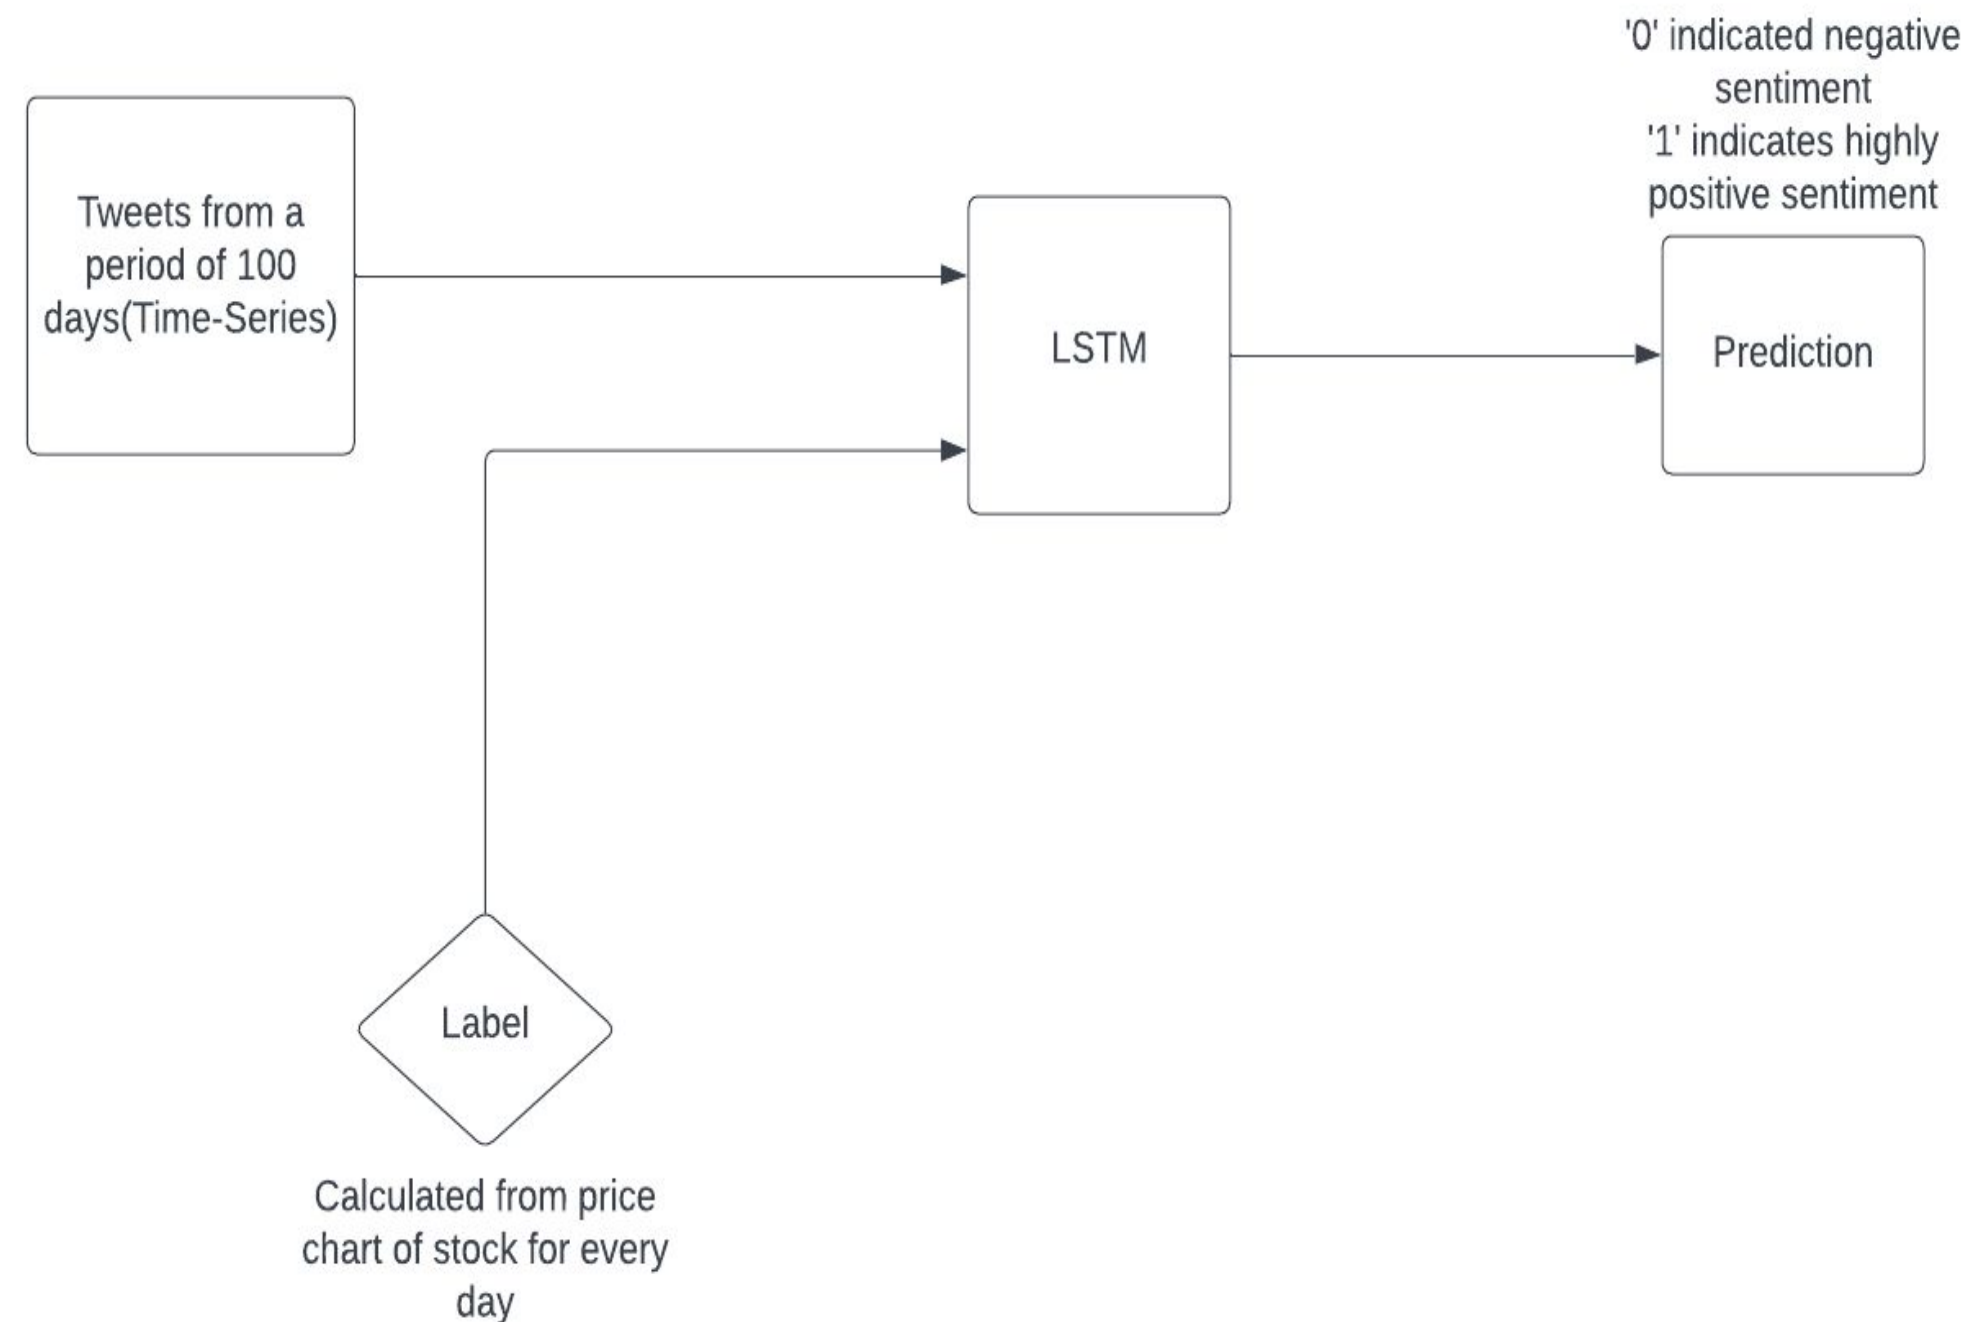 '0' indicated negative
sentiment
'1' indicates highly
positive sentiment
Tweets from a
period of 100
days(Time-Series)
LSTM
Prediction
Label
Calculated from price
chart of stock for every
day